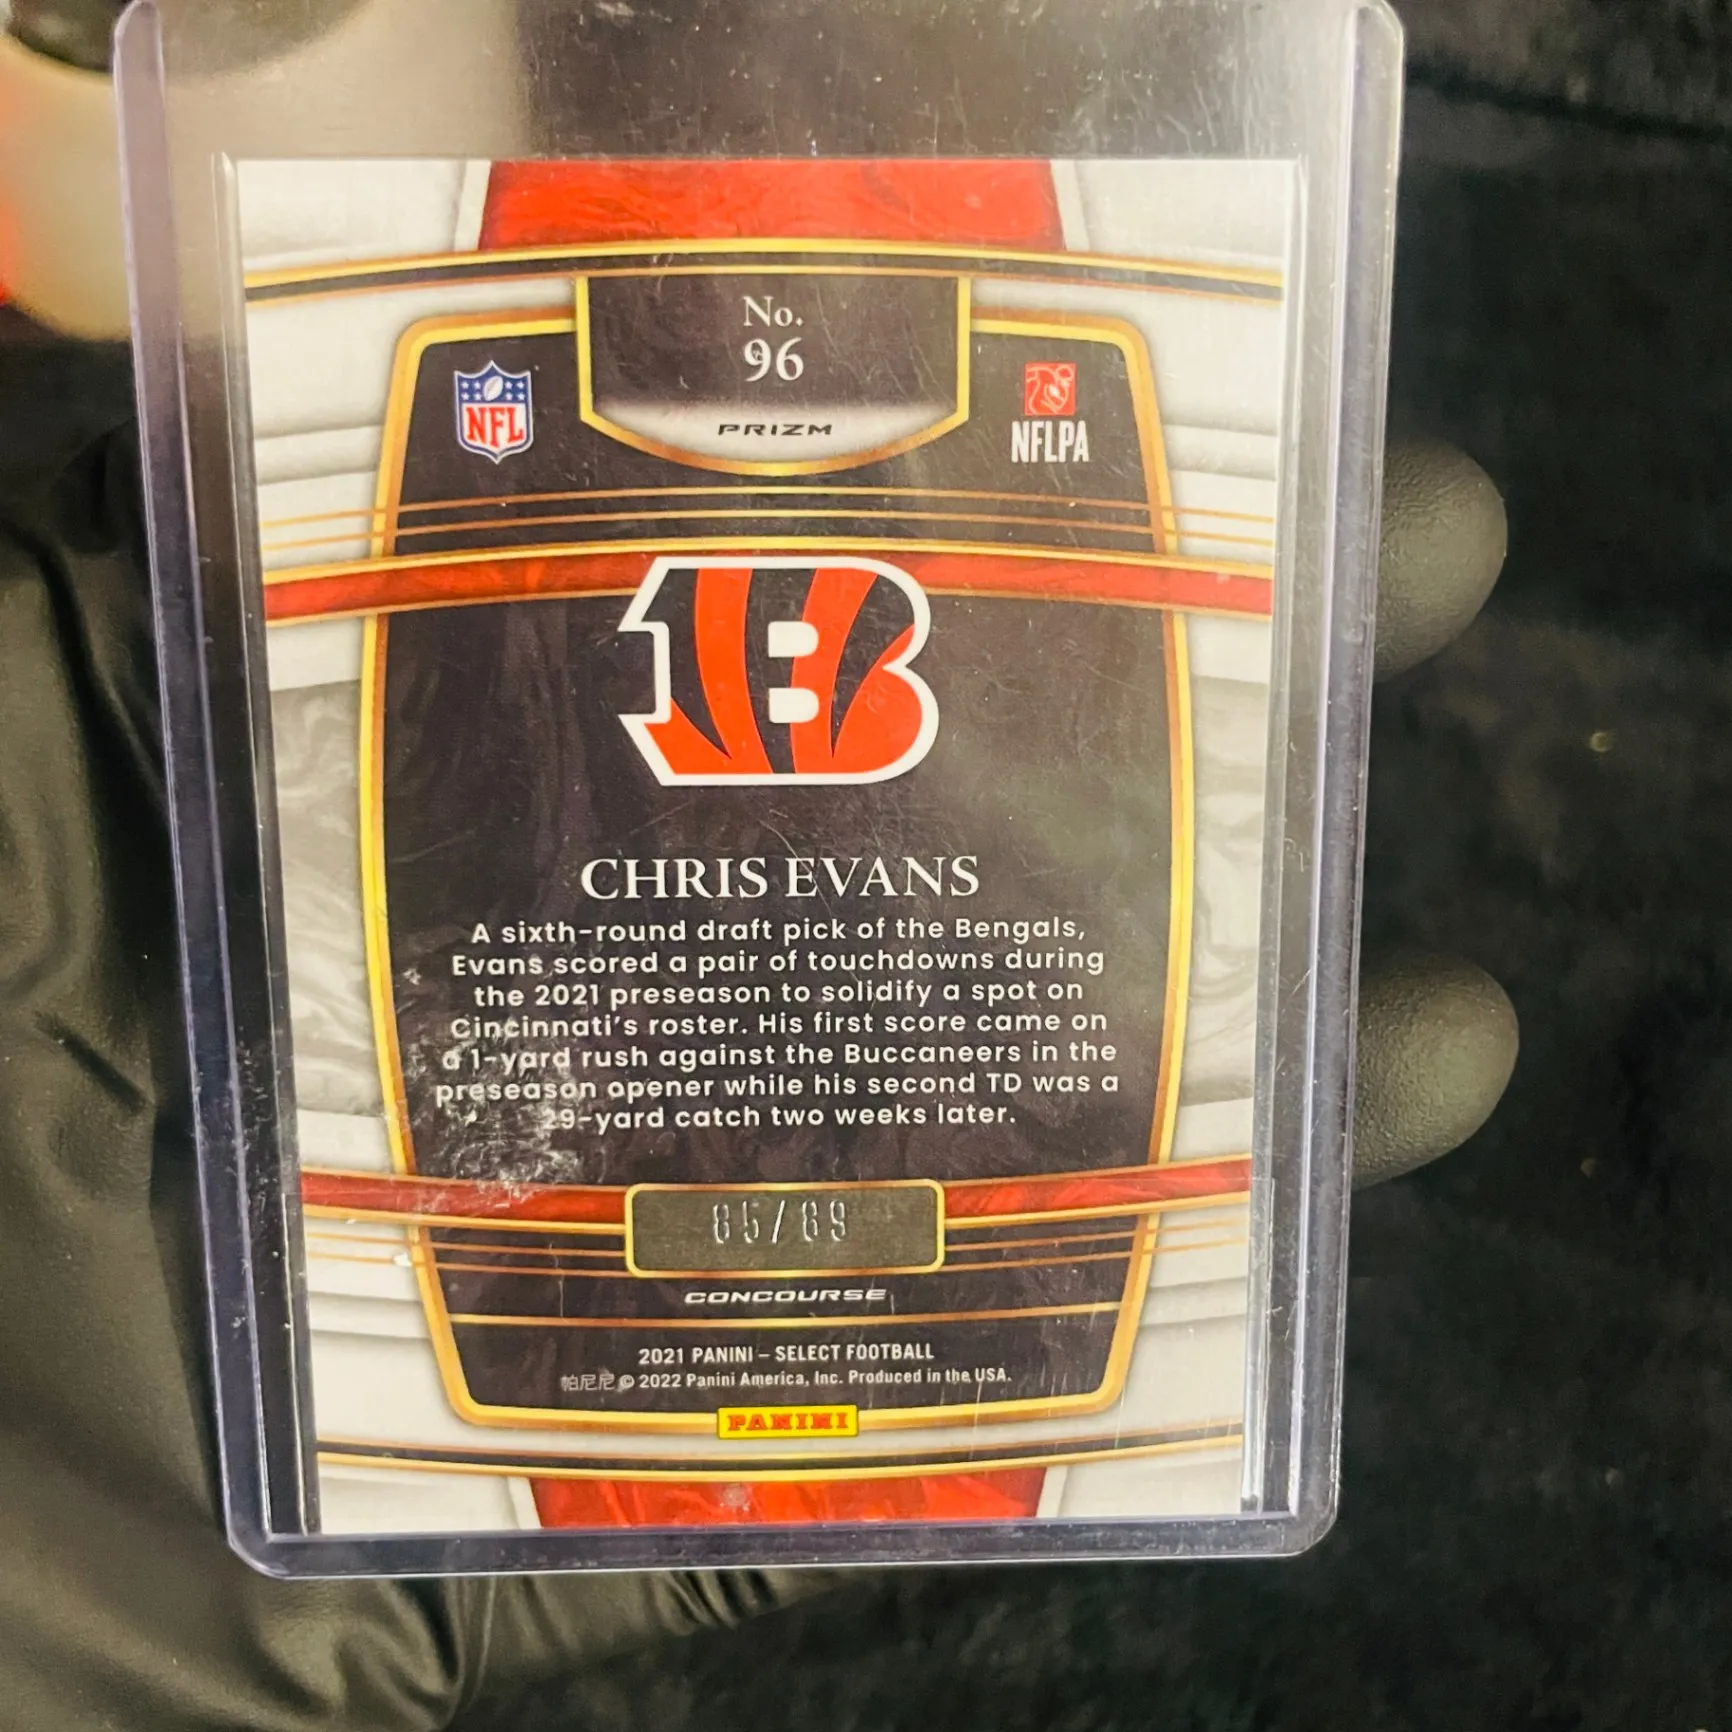 No.
96
PRIZM
NFL
NFLPA
CHRIS EVANS
A sixth-round draft pick of the Bengals,
Evans scored a pair of touchdowns during
the 2021 preseason to solidify a spot on
Cincinnati's roster. His first score came on
a 1-yard rush against the Buccaneers in the
preseason opener while his second TD was a
29-yard catch two weeks later.
CONCOURSE
2021 PANINI – SELECT FOOTBALL
帕尼尼 © 2022 Panini America, Inc. Produced in the USA.
PANINI